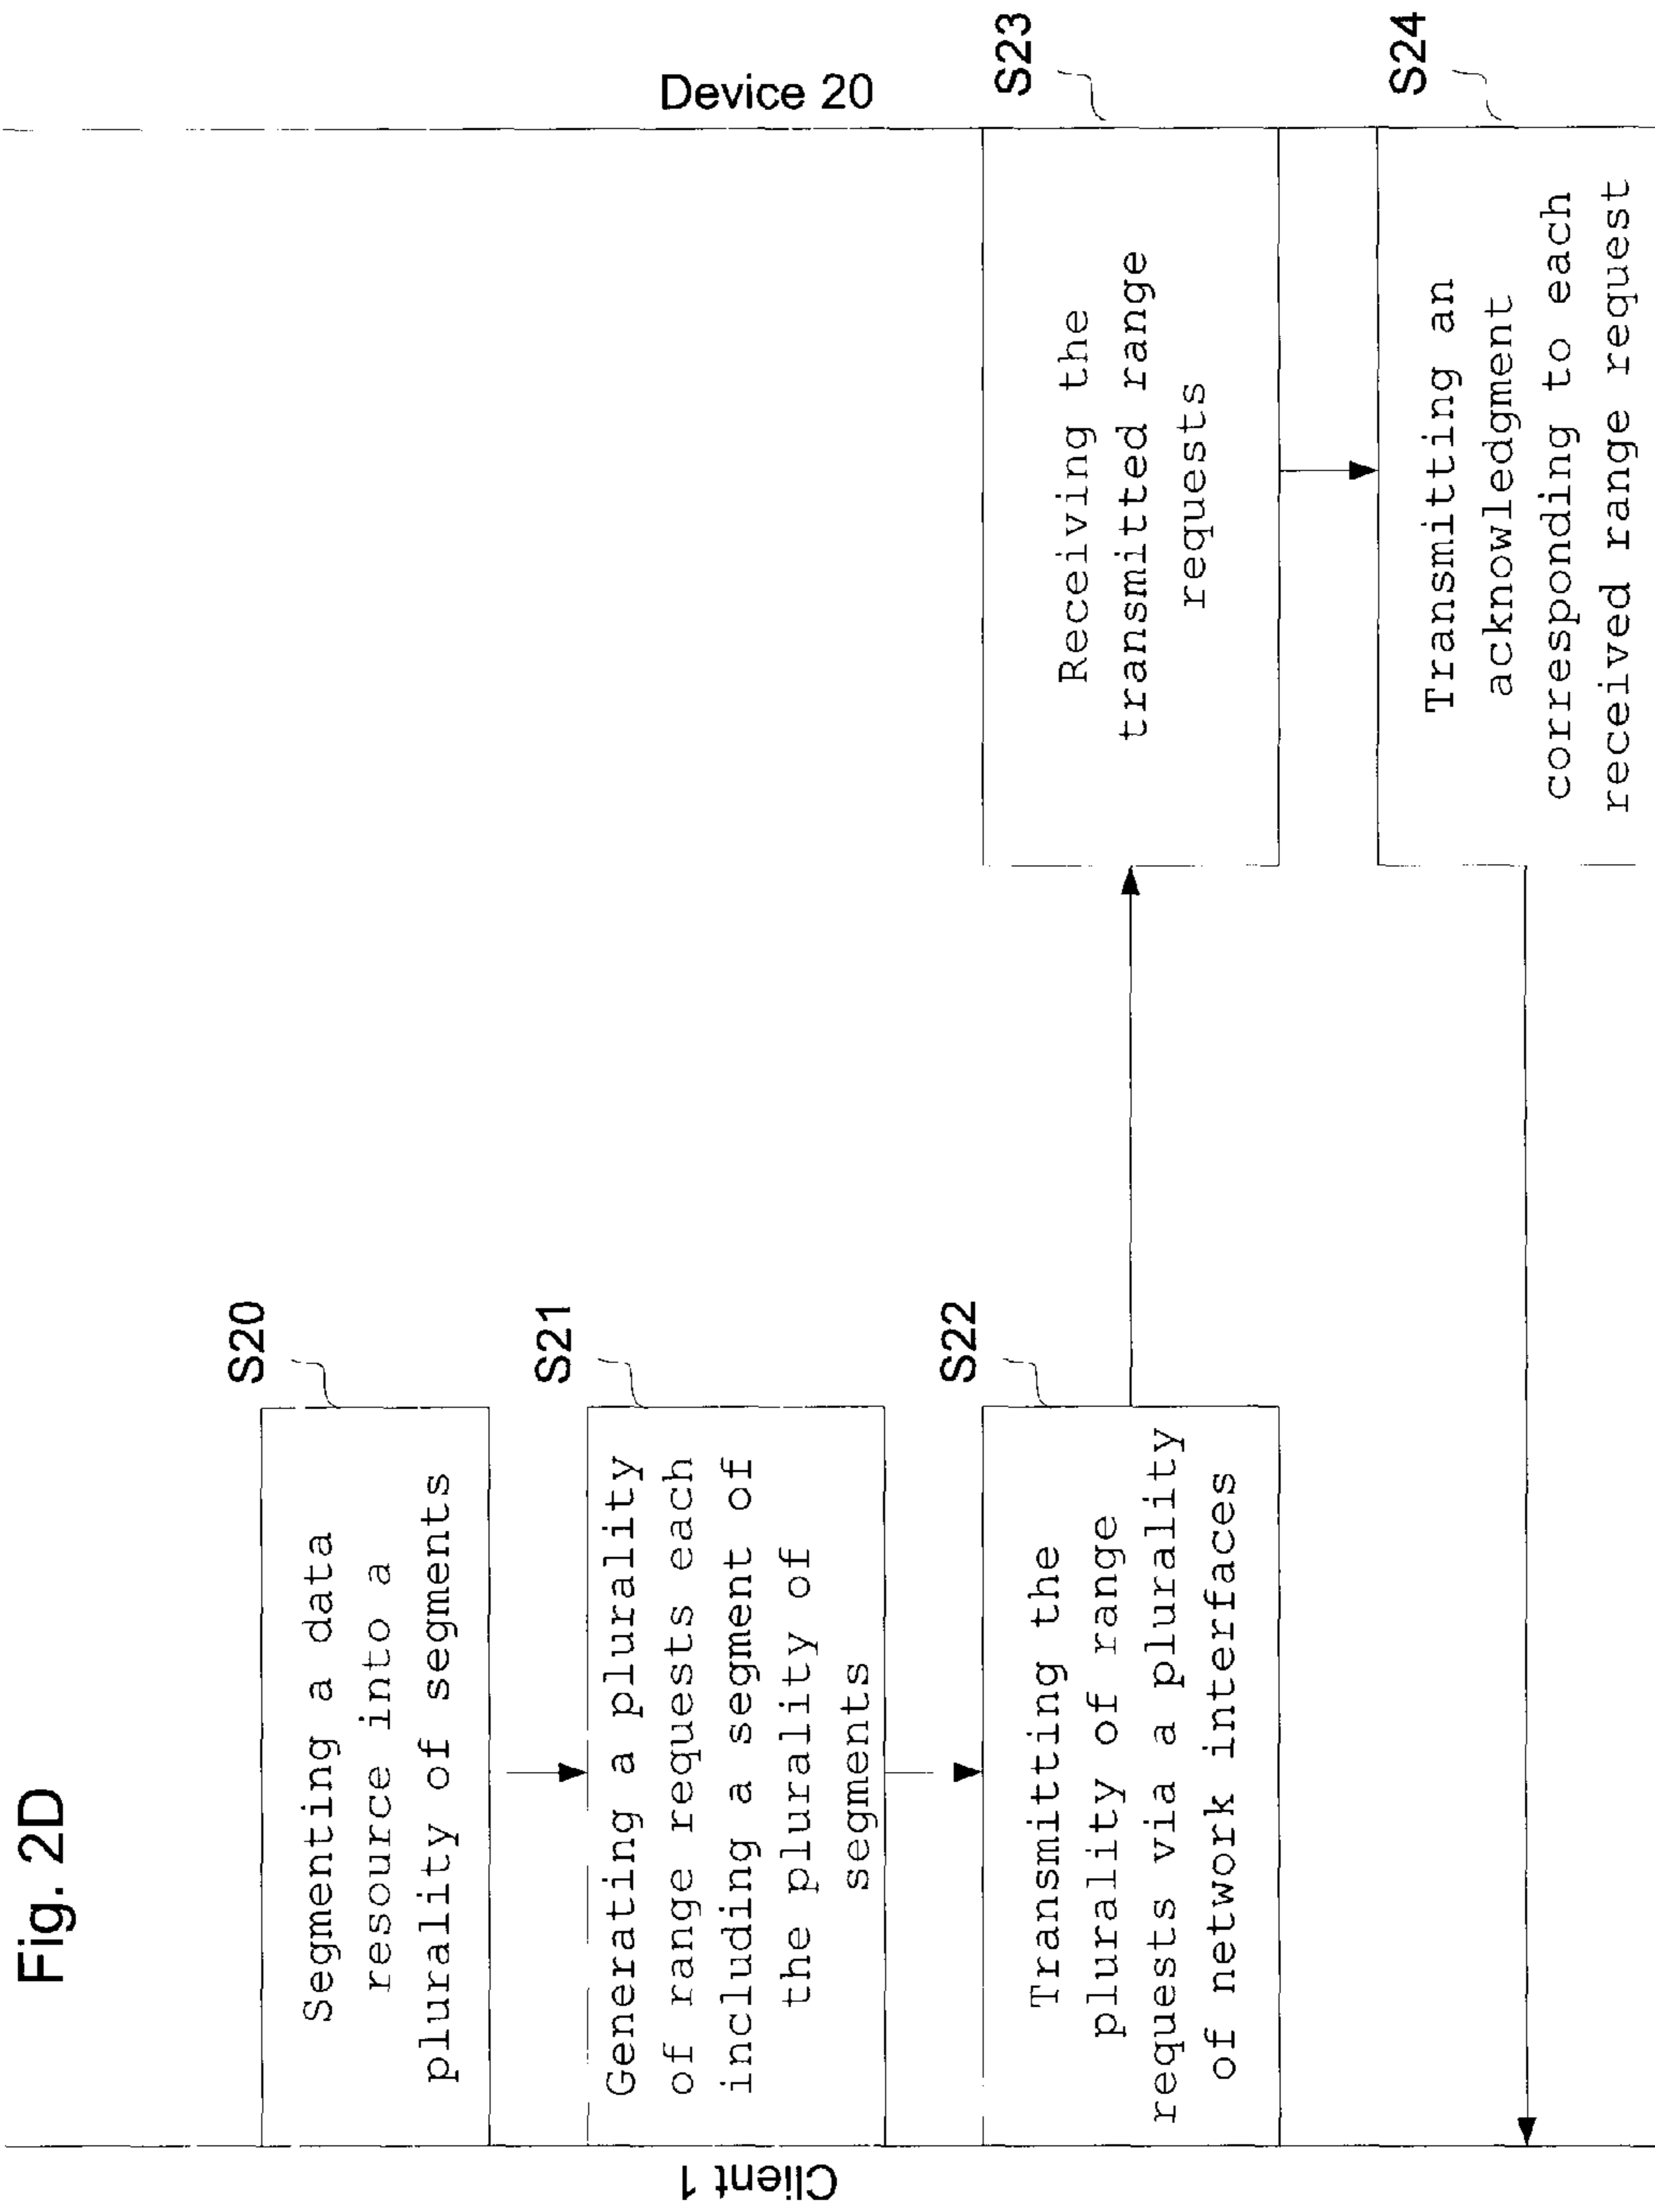 Fig. 2D
Client 1
Device 20
S20
Segmenting a data
resource into a
plurality of segments
S21
Generating a plurality
of range requests each
including a segment of
the plurality of
segments
S22
Transmitting the
plurality of range
requests via a plurality
of network interfaces
S23
Receiving the
transmitted range
requests
S24
Transmitting an
acknowledgment
corresponding to each
received range request